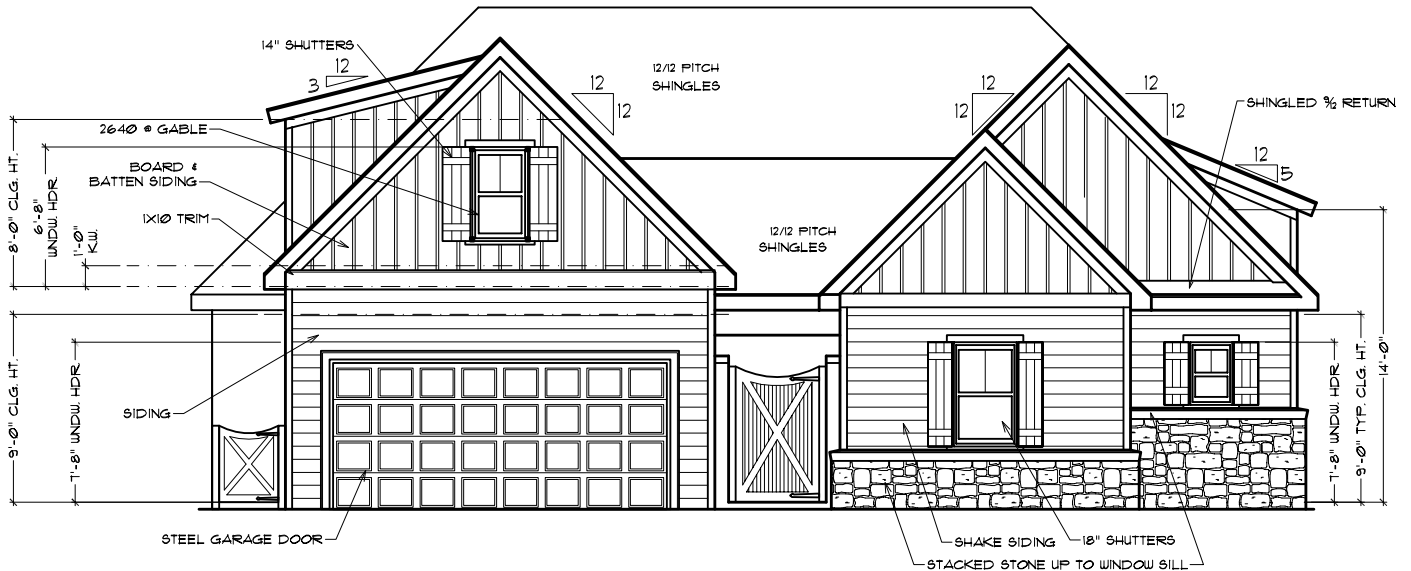 14" SHUTTERS
12
3
12/12 PITCH
SHINGLES
12
12
12
12
12
12
SHINGLED 5/12 RETURN
2640 @ GABLE
BOARD &
BATTEN SIDING
12
5
1X10 TRIM
8'-0" CLG. HT.
6'-8"
WNDW. HDR
1'-0"
K.W.
12/12 PITCH
SHINGLES
9'-0" CLG. HT.
7'-8" WNDW. HDR
SIDING
7'-8" WNDW. HDR
9'-0" TYP. CLG. HT.
14'-0"
STEEL GARAGE DOOR
SHAKE SIDING
18" SHUTTERS
STACKED STONE UP TO WINDOW SILL